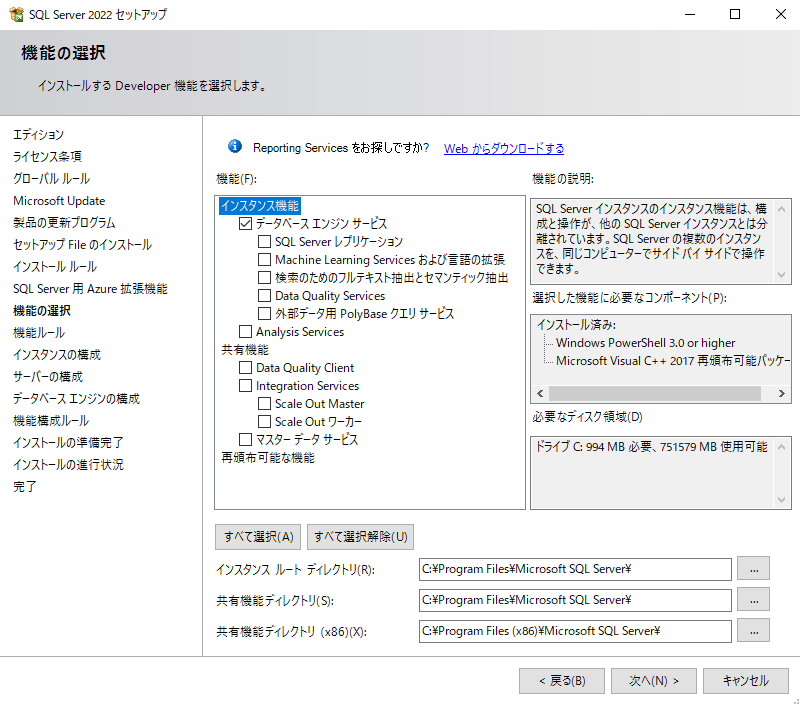 SQL Server 2022 セットアップ
機能の選択
インストールする Developer 機能を選択します。
エディション
ライセンス条項
グローバル ルール
Microsoft Update
製品の更新プログラム
セットアップ File のインストール
インストール ルール
SQL Server 用 Azure 拡張機能
機能の選択
機能ルール
インスタンスの構成
サーバーの構成
データベース エンジンの構成
機能構成ルール
インストールの準備完了
インストールの進行状況
完了
Reporting Services をお探しですか? Web からダウンロードする
機能(F):
インスタンス機能
データベース エンジン サービス
SQL Server レプリケーション
Machine Learning Services および言語の拡張
検索のためのフルテキスト抽出とセマンティック抽出
Data Quality Services
外部データ用 PolyBase クエリ サービス
Analysis Services
共有機能
Data Quality Client
Integration Services
Scale Out Master
Scale Out ワーカー
マスター データ サービス
再頒布可能な機能
機能の説明:
SQL Server インスタンスのインスタンス機能は、構
成と操作が、他の SQL Server インスタンスとは分
離されています。SQL Server の複数のインスタン
スを、同じコンピューターでサイド バイ サイドで操作
できます。
選択した機能に必要なコンポーネント(P):
インストール済み:
Windows PowerShell 3.0 or higher
Microsoft Visual C++ 2017 再頒布可能パッケー
必要なディスク領域(D)
ドライブ C: 994 MB 必要、751579 MB 使用可能
すべて選択(A) すべて選択解除(U)
インスタンス ルート ディレクトリ(R): C:¥Program Files¥Microsoft SQL Server¥ ...
共有機能ディレクトリ(S): C:¥Program Files¥Microsoft SQL Server¥ ...
共有機能ディレクトリ (x86)(X): C:¥Program Files (x86)¥Microsoft SQL Server¥ ...
< 戻る(B) 次へ(N) > キャンセル